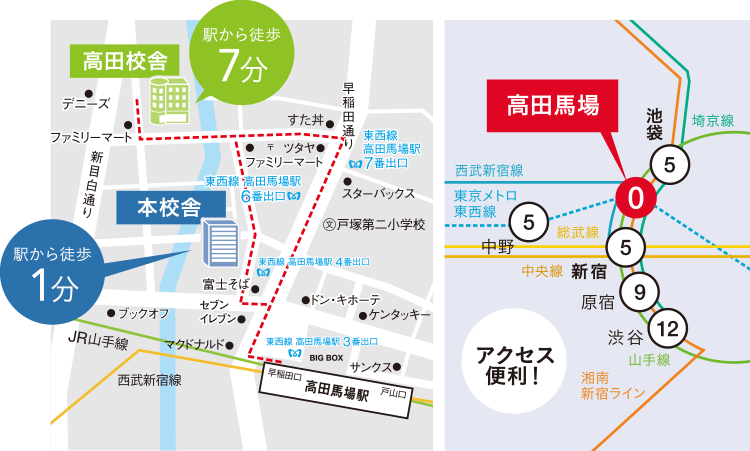 駅から徒歩
7分
高田校舎
デニーズ
ファミリーマート
新目白通り
すた丼
早稲田通り
〒 ツタヤ
ファミリーマート
東西線
高田馬場駅
7番出口
東西線 高田馬場駅
6番出口
スターバックス
文 戸塚第二小学校
本校舎
駅から徒歩
1分
東西線 高田馬場駅 4番出口
富士そば
セブン
イレブン
ドン・キホーテ
ケンタッキー
ブックオフ
マクドナルド
東西線 高田馬場駅 3番出口
BIG BOX
サンクス
JR山手線
西武新宿線
早稲田口
高田馬場駅
戸山口
高田馬場
池袋
埼京線
5
西武新宿線
0
東京メトロ
東西線
5
中野
総武線
5
中央線
新宿
9
原宿
12
渋谷
山手線
アクセス
便利!
湘南
新宿ライン